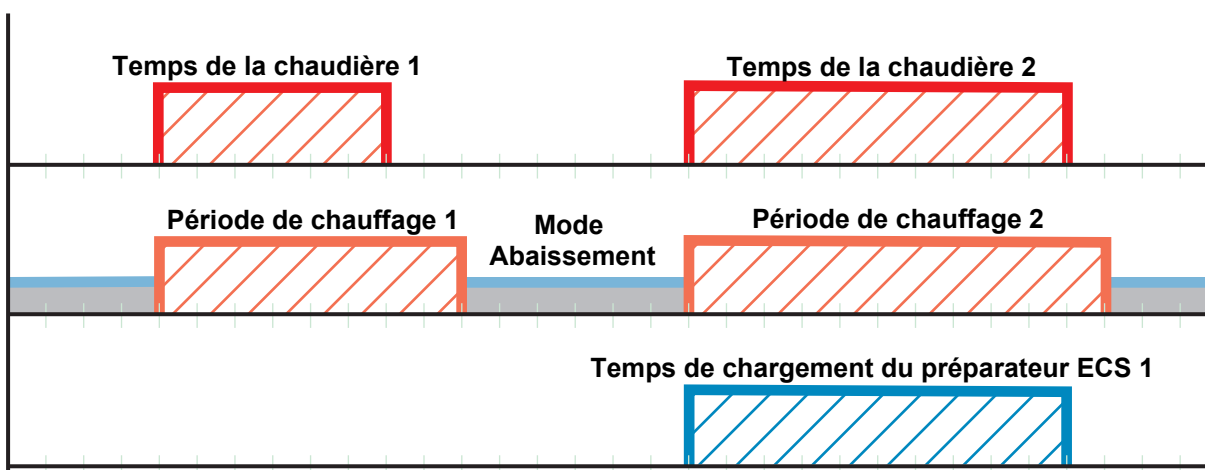 Temps de la chaudière 1
Temps de la chaudière 2
Période de chauffage 1
Mode
Abaissement
Période de chauffage 2
Temps de chargement du préparateur ECS 1